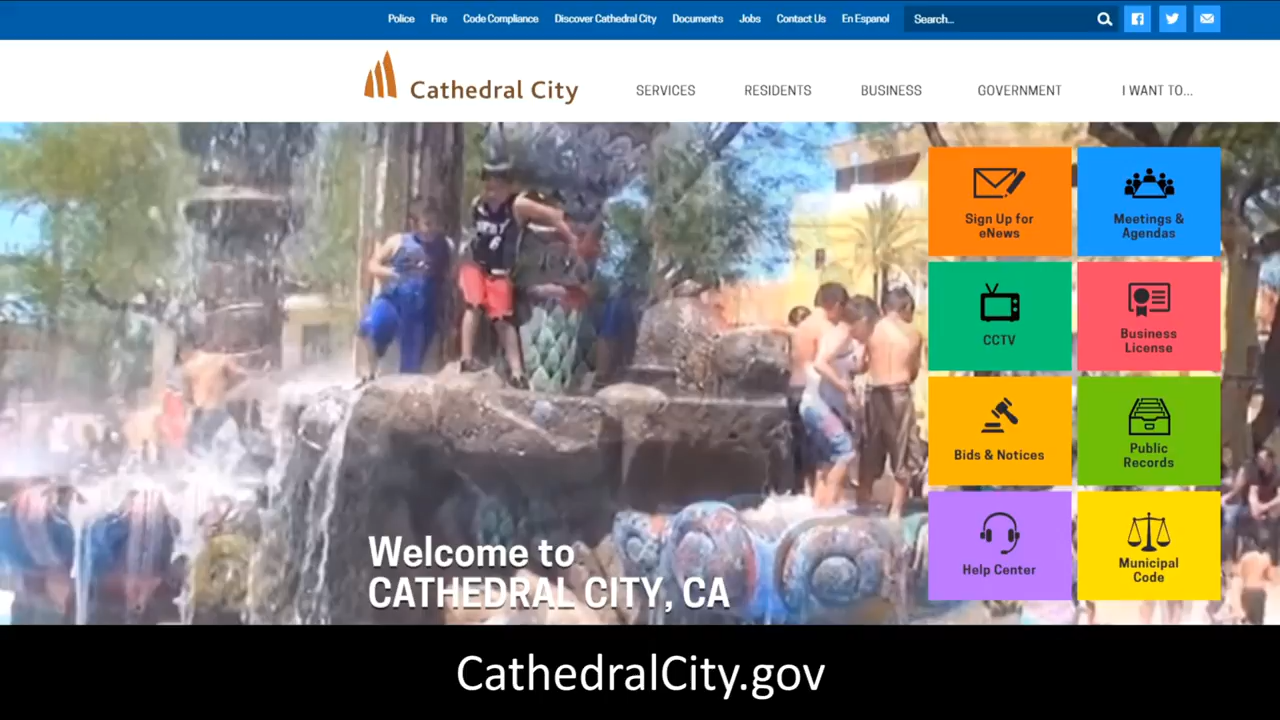 Police Fire Code Compliance Discover Cathedral City Documents Jobs Contact Us En Espanol Search...
Cathedral City
SERVICES RESIDENTS BUSINESS GOVERNMENT I WANT TO...
Sign Up for
eNews
Meetings &
Agendas
CCTV
Business
License
Bids & Notices
Public
Records
Help Center
Municipal
Code
Welcome to
CATHEDRAL CITY, CA
CathedralCity.gov